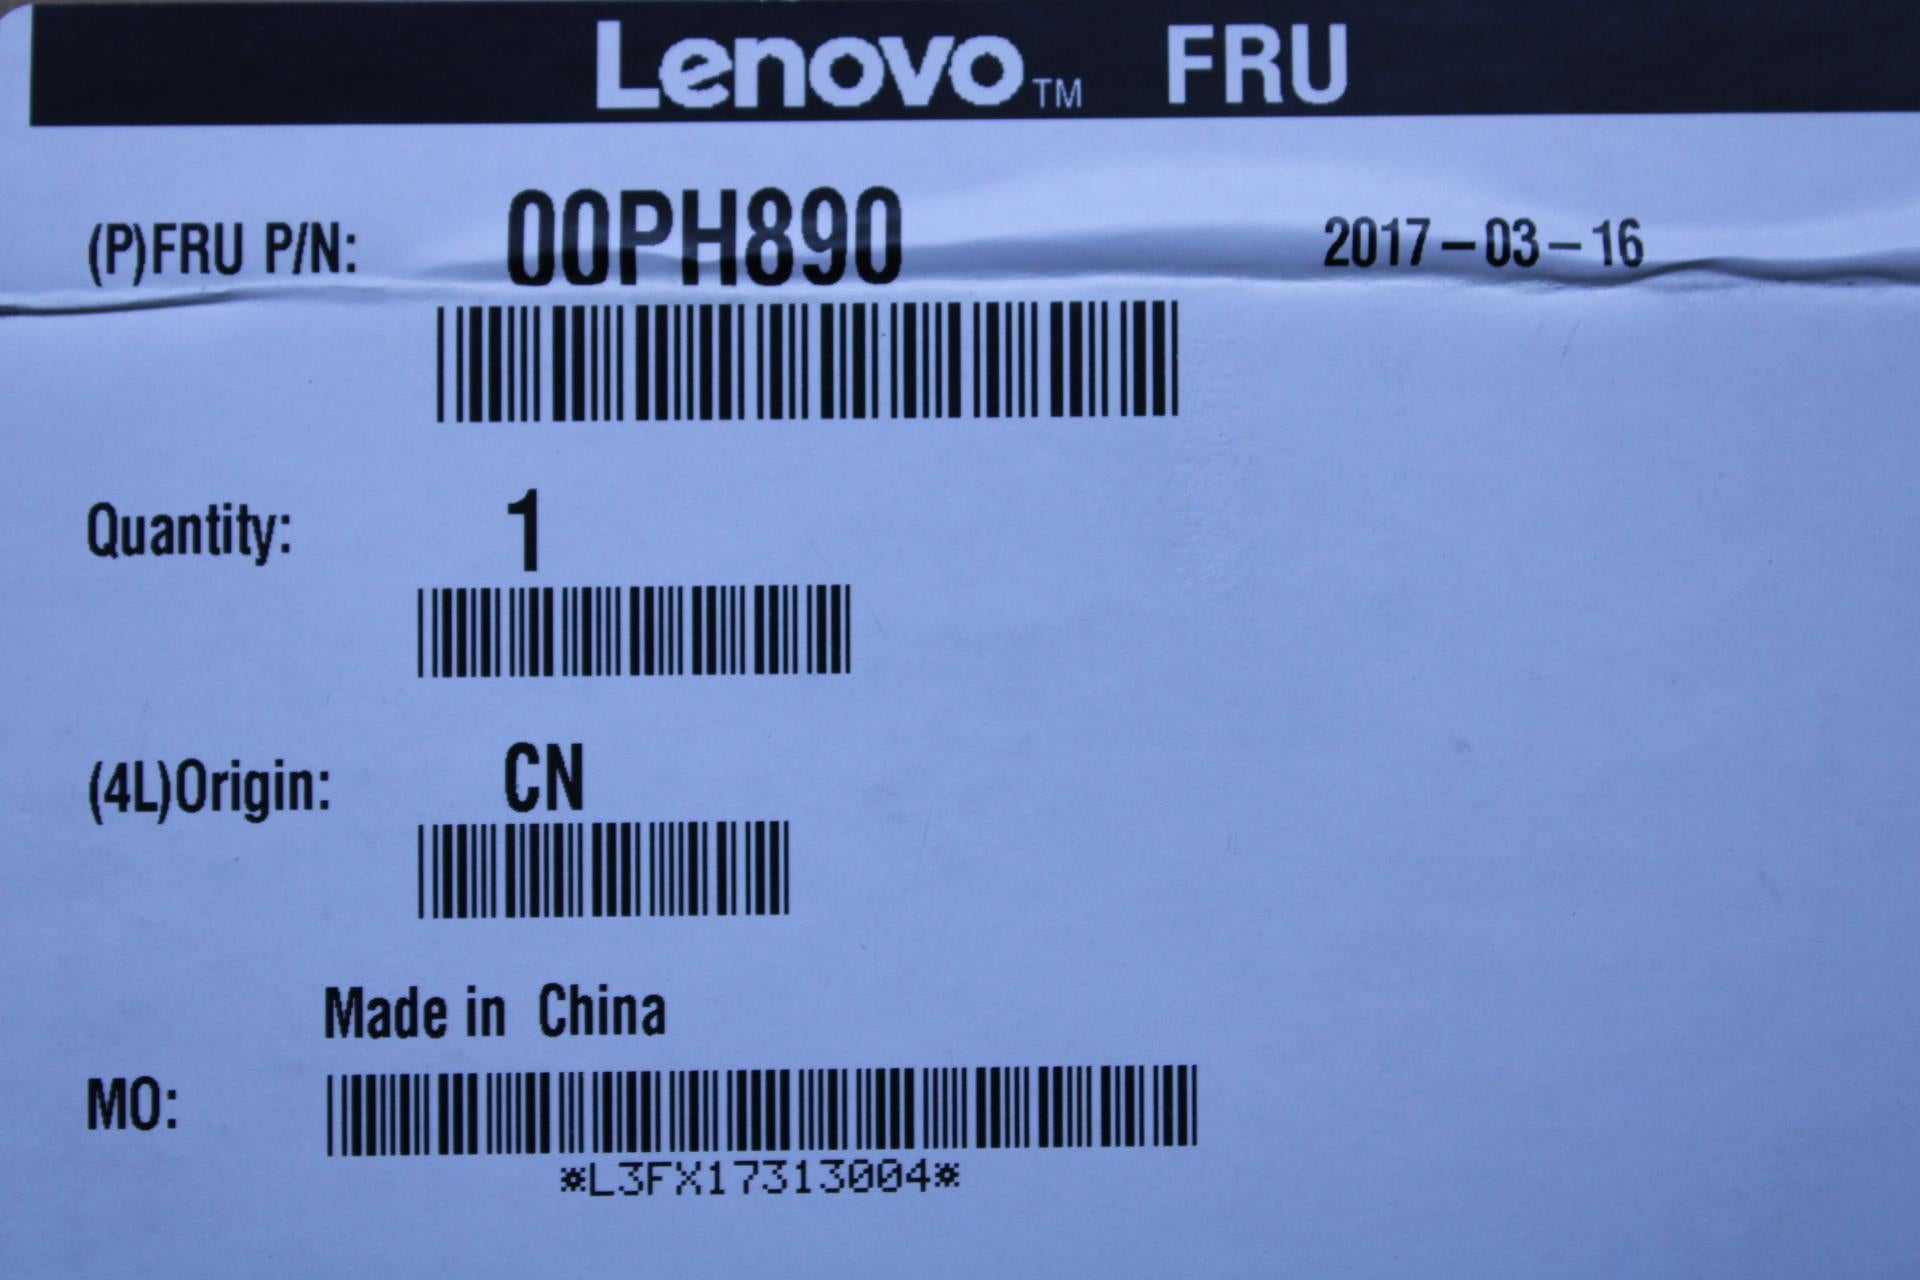 Lenovo™ FRU
(P)FRU P/N: 00PH890 2017-03-16
Quantity: 1
(4L)Origin: CN
Made in China
MO:
*L3FX17313004*